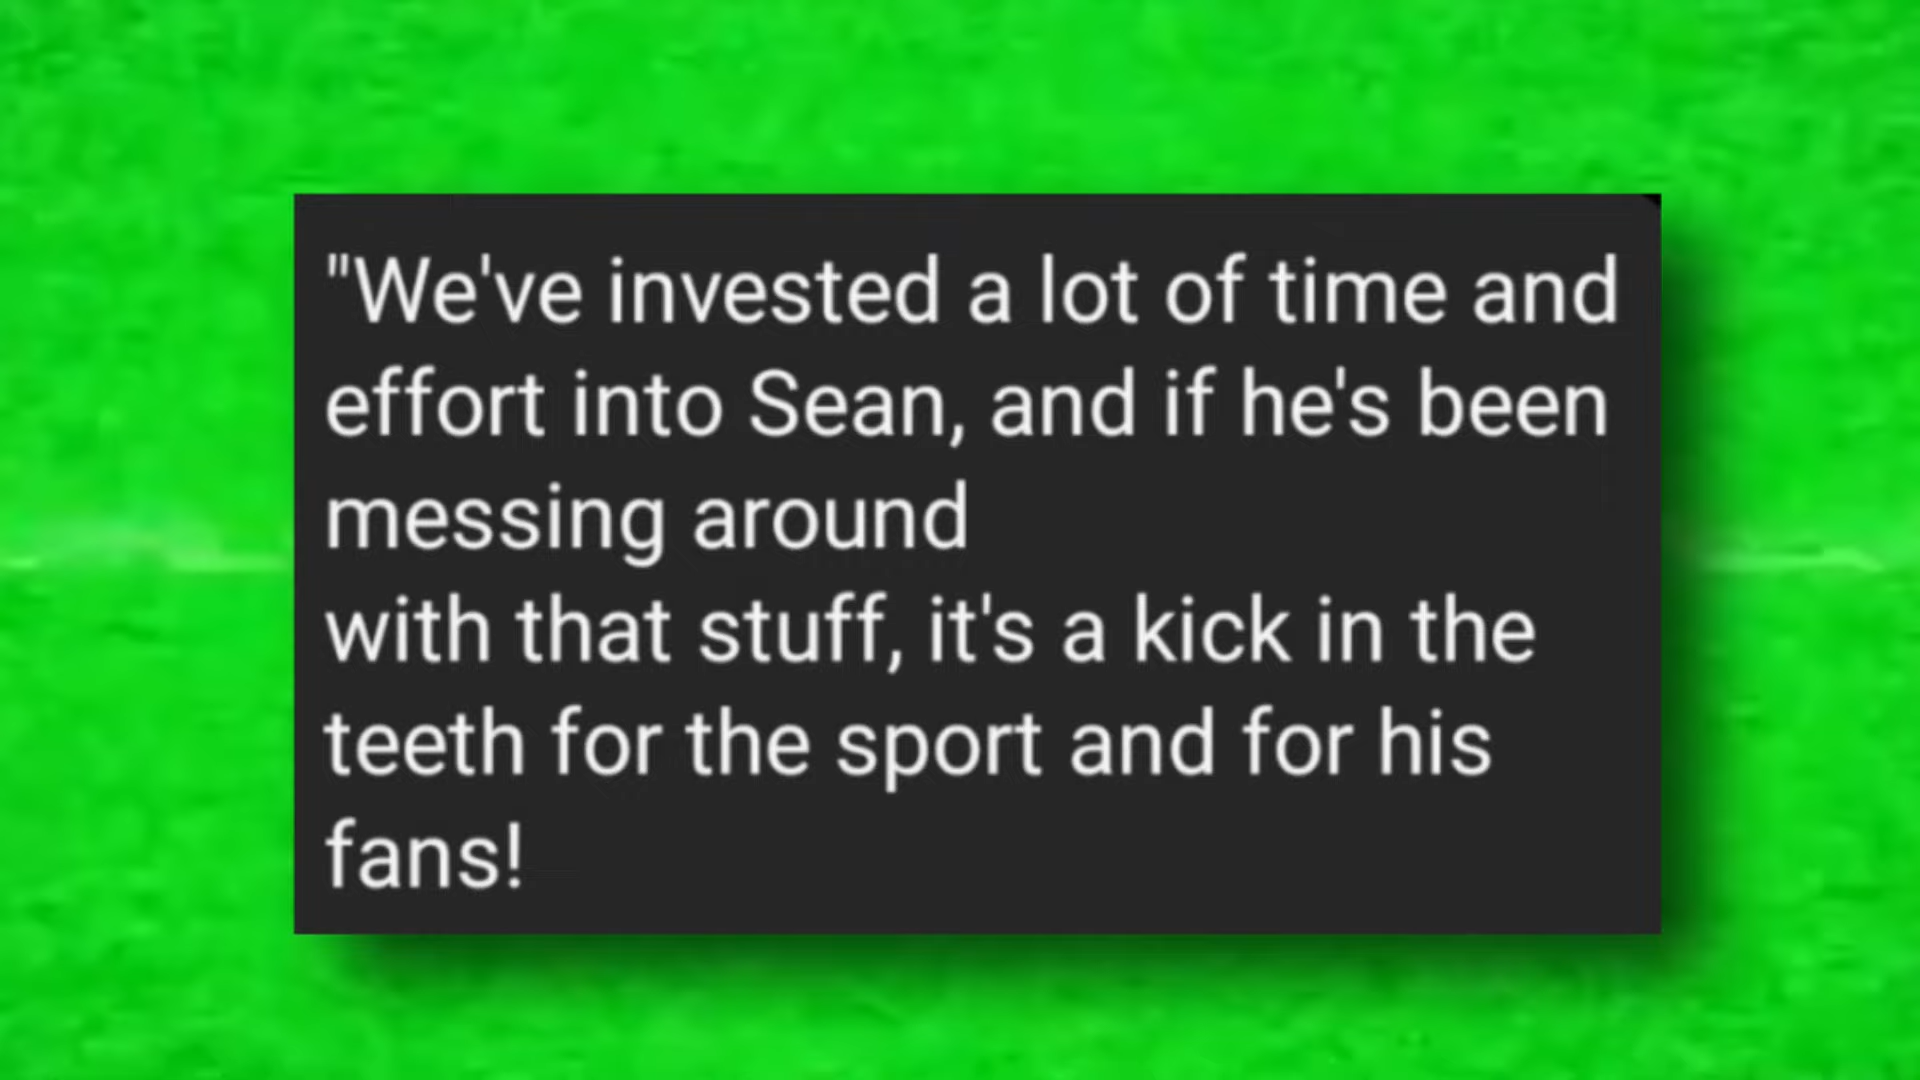 "We've invested a lot of time and
effort into Sean, and if he's been
messing around
with that stuff, it's a kick in the
teeth for the sport and for his
fans!